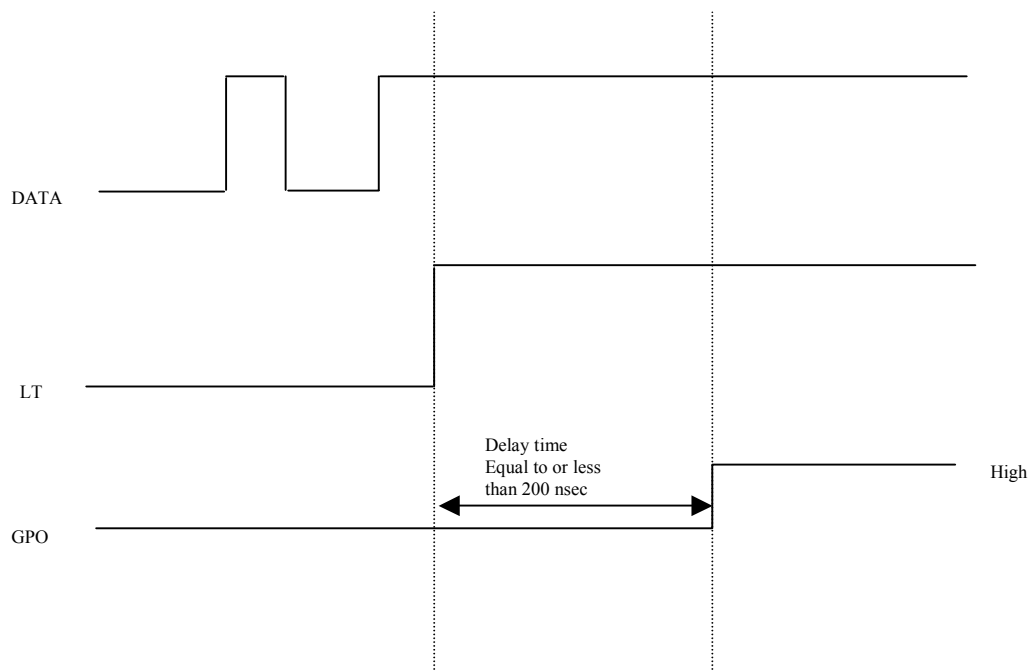 DATA
LT
Delay time
Equal to or less
than 200 nsec
High
GPO